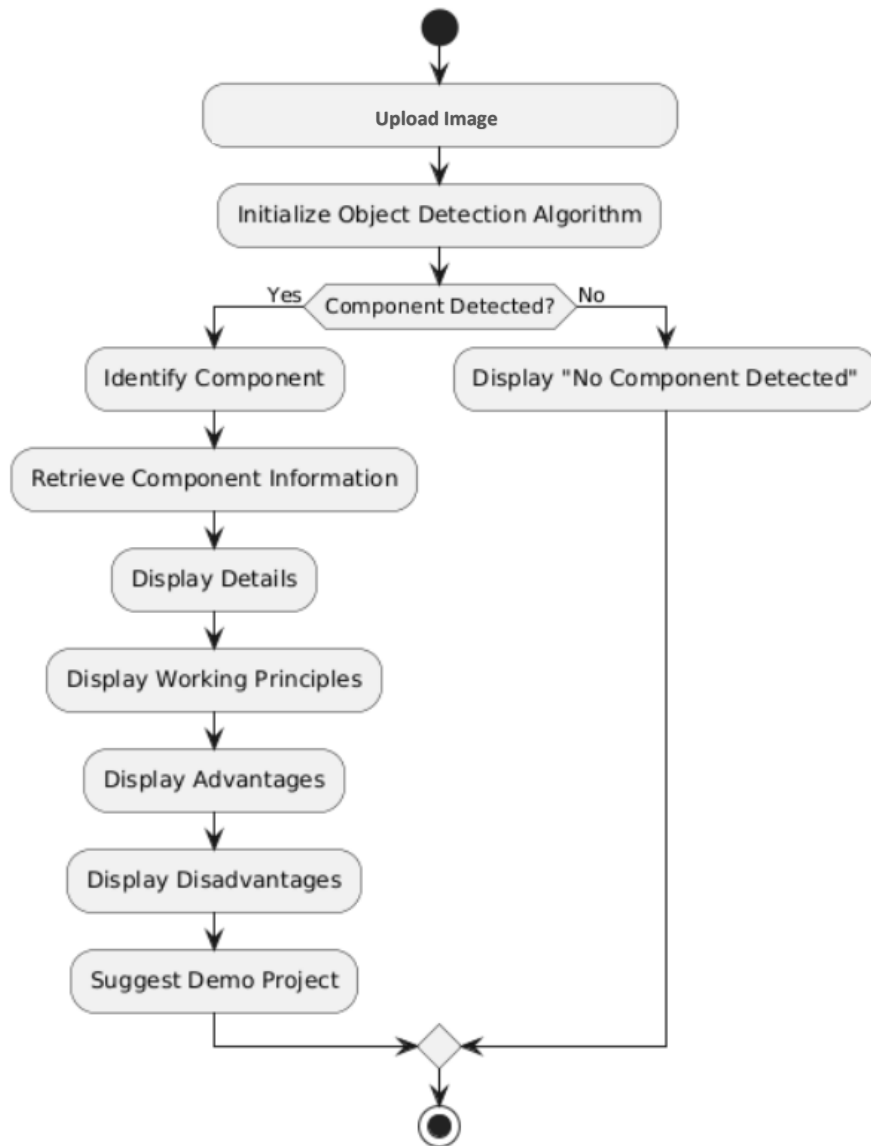 Upload Image
Initialize Object Detection Algorithm
Yes
Component Detected?
No
Identify Component
Display "No Component Detected"
Retrieve Component Information
Display Details
Display Working Principles
Display Advantages
Display Disadvantages
Suggest Demo Project